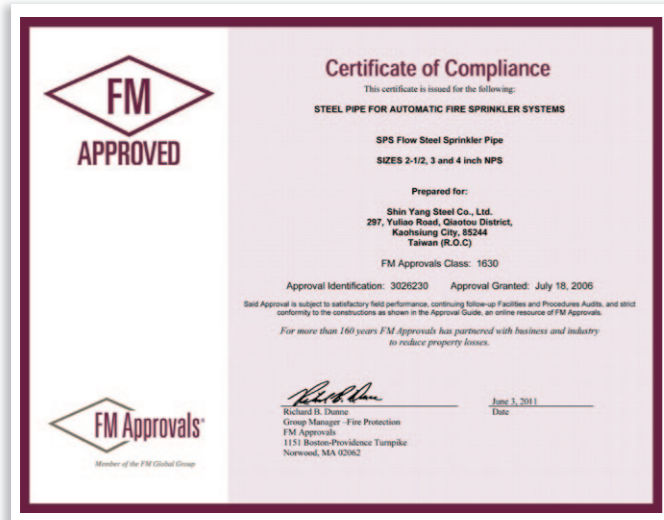 FM
APPROVED
Certificate of Compliance
This certificate is issued for the following:
STEEL PIPE FOR AUTOMATIC FIRE SPRINKLER SYSTEMS
SPS Flow Steel Sprinkler Pipe
SIZES 2-1/2, 3 and 4 inch NPS
Prepared for:
Shin Yang Steel Co., Ltd.
297, Yuliao Road, Qiaotou District,
Kaohsiung City, 85244
Taiwan (R.O.C)
FM Approvals Class: 1630
Approval Identification: 3026230 Approval Granted: July 18, 2006
Said Approval is subject to satisfactory field performance, continuing follow-up Facilities and Procedures Audits, and strict
conformity to the constructions as shown in the Approval Guide, an online resource of FM Approvals.
For more than 160 years FM Approvals has partnered with business and industry
to reduce property losses.
Richard B. Dunne
Group Manager –Fire Protection
FM Approvals
1151 Boston-Providence Turnpike
Norwood, MA 02062
June 3, 2011
Date
FM Approvals
Member of the FM Global Group